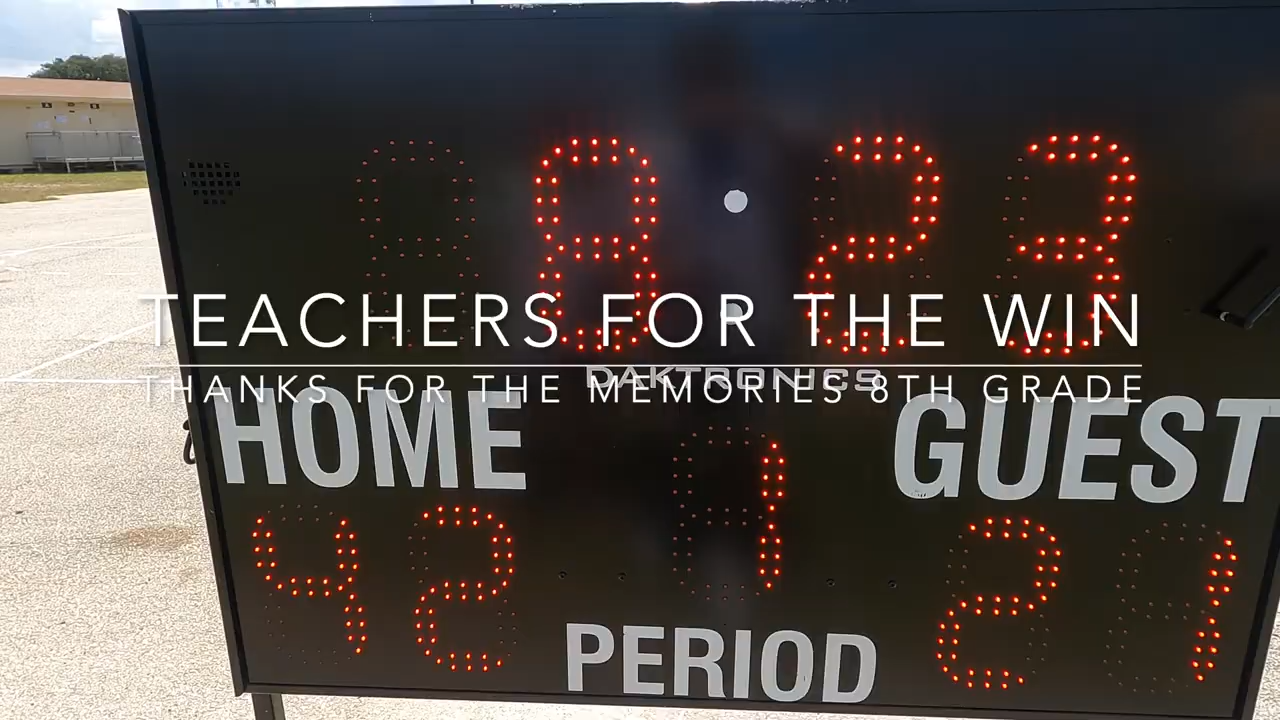 8 23
TEACHERS FOR THE WIN
DAKTRONICS
THANKS FOR THE MEMORIES 8TH GRADE
HOME GUEST
1
42 21
PERIOD